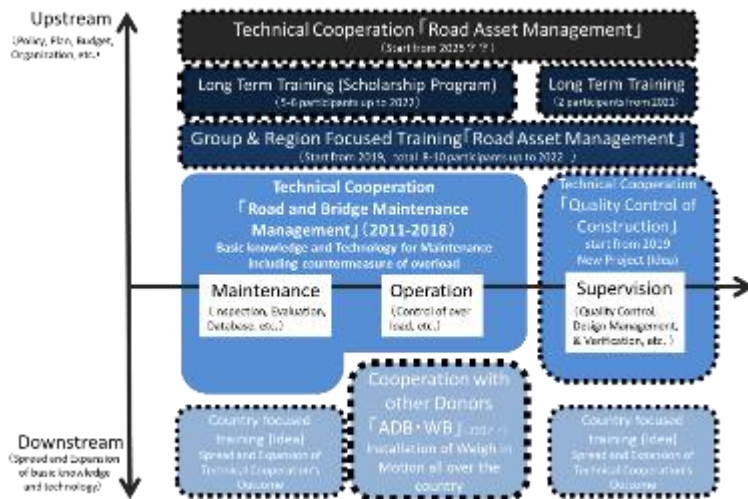 Upstream
(Policy, Plan, Budget,
Organization, etc.)
Technical Cooperation「Road Asset Management」
(Start from 2025 ? ?)
Long Term Training (Scholarship Program)
(5-6 participants up to 2022)
Long Term Training
(2 participants from 2021)
Group & Region Focused Training「Road Asset Management」
(Start from 2019, total 8-10 participants up to 2022)
Technical Cooperation
「Road and Bridge Maintenance
Management」(2011-2018)
Basic knowledge and Technology for Maintenance
including countermeasure of overload
Technical Cooperation
「Quality Control of
Construction」
start from 2019
New Project (Idea)
Maintenance
(Inspection, Evaluation,
Database, etc.)
Operation
(Control of over
load, etc.)
Supervision
(Quality Control,
Design Management,
& Verification, etc.)
Cooperation with
other Donors
「ADB・WB」
Installation of Weigh in
Motion all over the
country
Downstream
(Spread and Expansion
of basic knowledge
and technology)
Country focused
training (Idea)
Spread and Expansion of
Technical Cooperation's
Outcome
Country focused
training (Idea)
Spread and Expansion of
Technical Cooperation's
Outcome